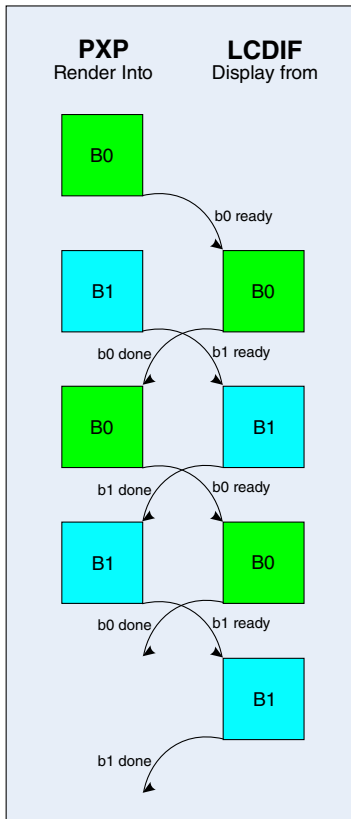 PXP LCDIF
Render Into Display from
B0
b0 ready
B1 B0
b0 done b1 ready
B0 B1
b1 done b0 ready
B1 B0
b0 done b1 ready
B1
b1 done